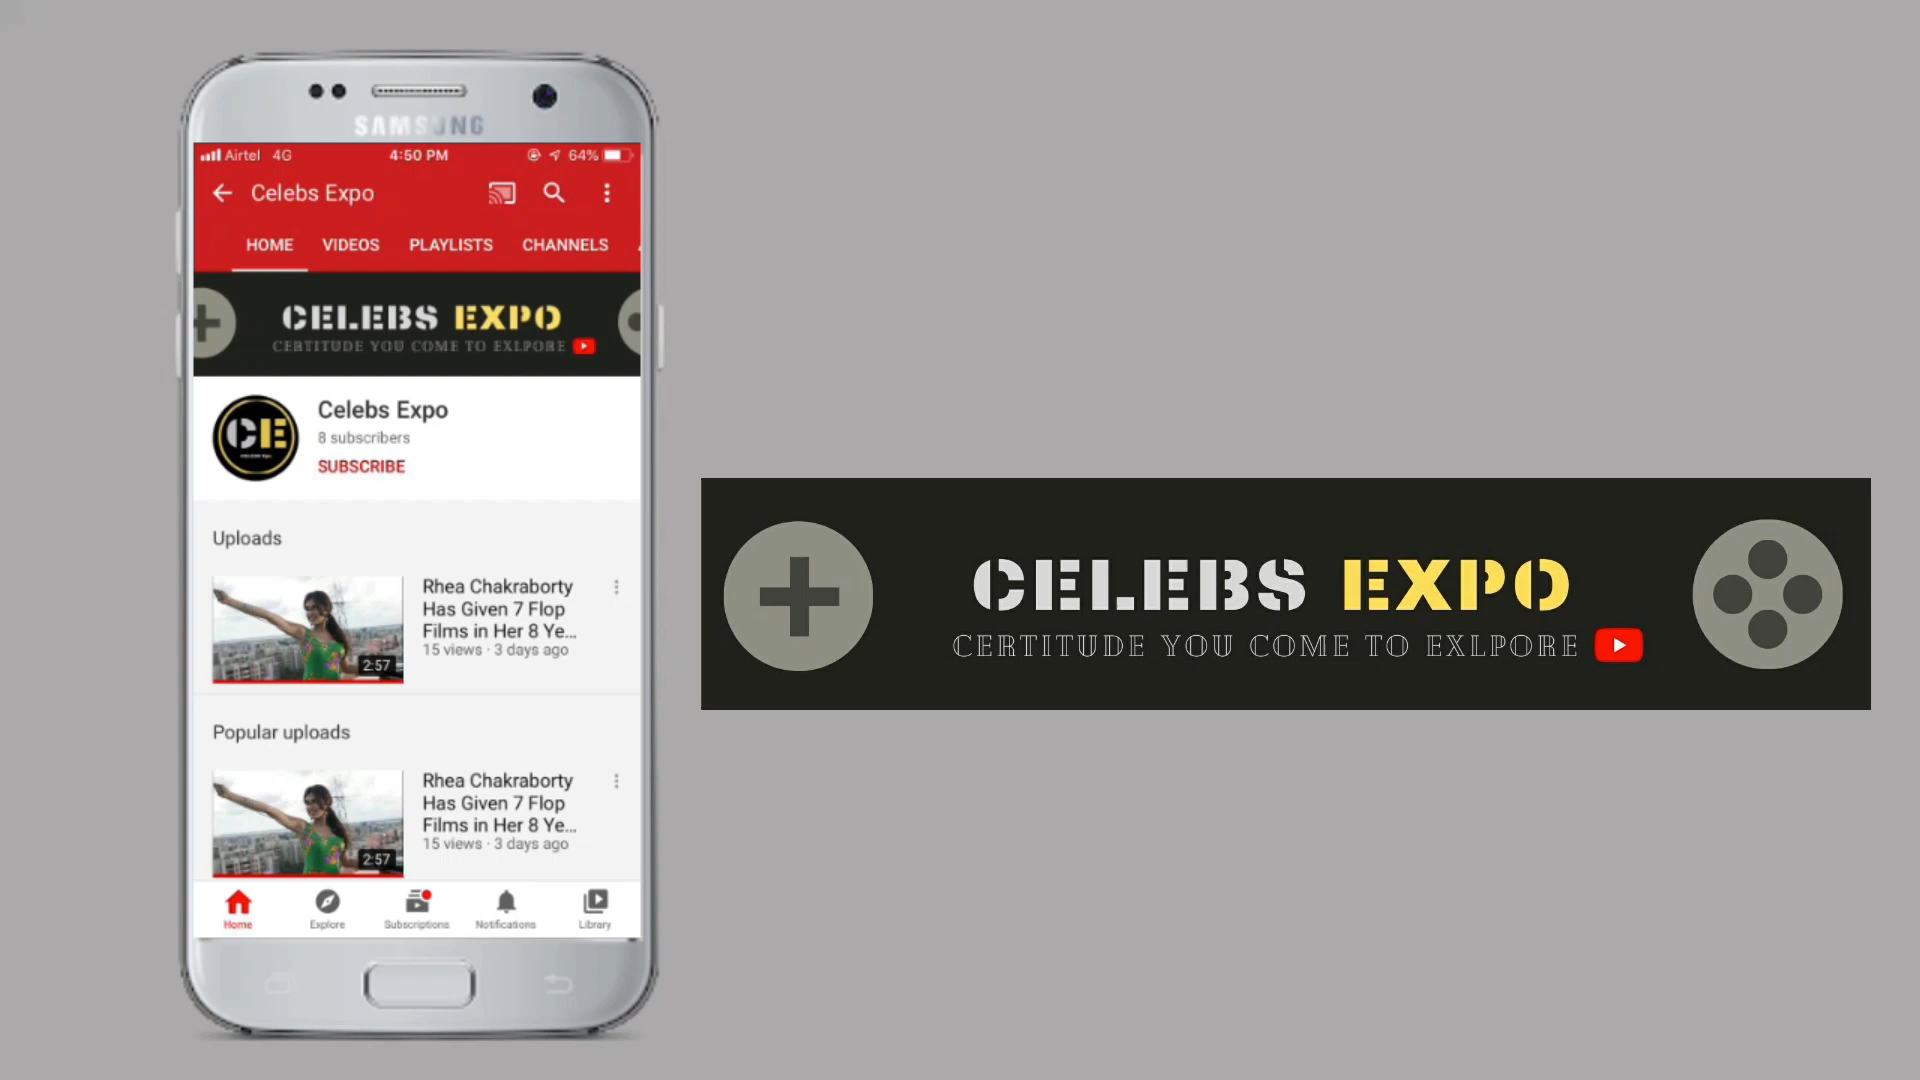 SAMSUNG
Airtel 4G 4:50 PM 64%
Celebs Expo
HOME VIDEOS PLAYLISTS CHANNELS
CELEBS EXPO
CERTITUDE YOU COME TO EXLPORE
CE
Celebs Expo
8 subscribers
SUBSCRIBE
Uploads
Rhea Chakraborty
Has Given 7 Flop
Films in Her 8 Ye...
15 views · 3 days ago
2:57
Popular uploads
Rhea Chakraborty
Has Given 7 Flop
Films in Her 8 Ye...
15 views · 3 days ago
2:57
Home Explore Subscriptions Notifications Library
CELEBS EXPO
CERTITUDE YOU COME TO EXLPORE